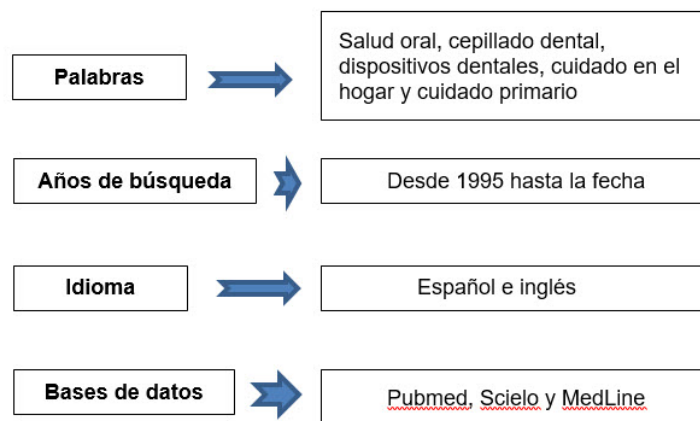 Palabras
Salud oral, cepillado dental,
dispositivos dentales, cuidado en el
hogar y cuidado primario
Años de búsqueda
Desde 1995 hasta la fecha
Idioma
Español e inglés
Bases de datos
Pubmed, Scielo y MedLine